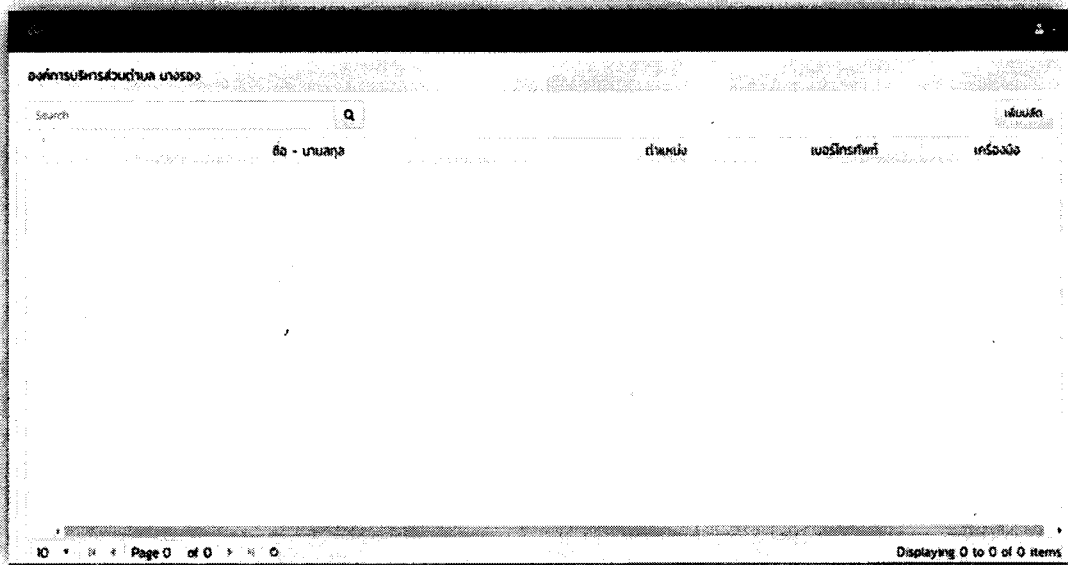 องค์การบริหารส่วนตำบล บางรอง
Search
เพิ่มปลัด
ชื่อ - นามสกุล ตำแหน่ง เบอร์โทรศัพท์ เครื่องมือ
10 Page 0 of 0 Displaying 0 to 0 of 0 items